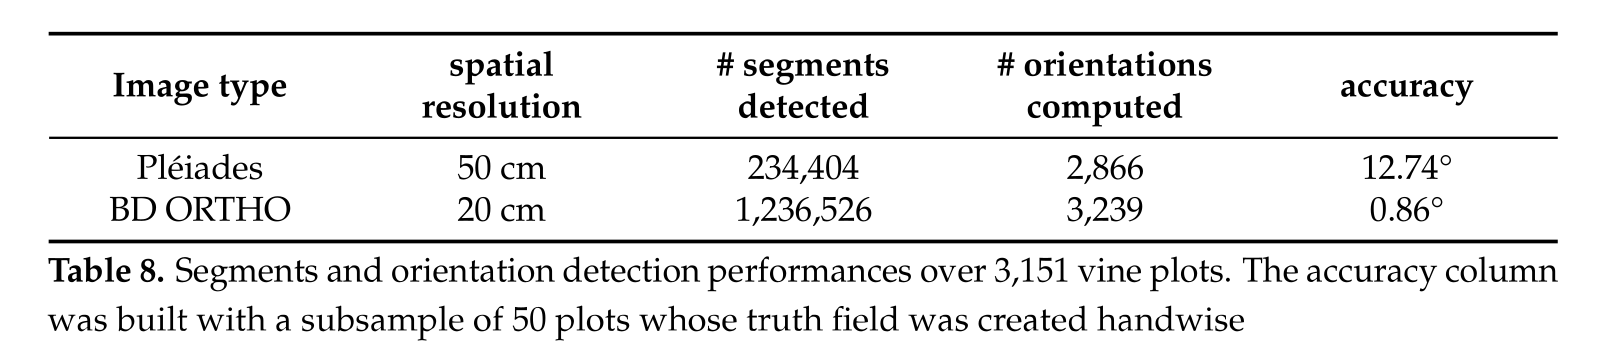 Image type spatial resolution # segments detected # orientations computed accuracy
Pléiades 50 cm 234,404 2,866 12.74°
BD ORTHO 20 cm 1,236,526 3,239 0.86°
Table 8. Segments and orientation detection performances over 3,151 vine plots. The accuracy column
was built with a subsample of 50 plots whose truth field was created handwise